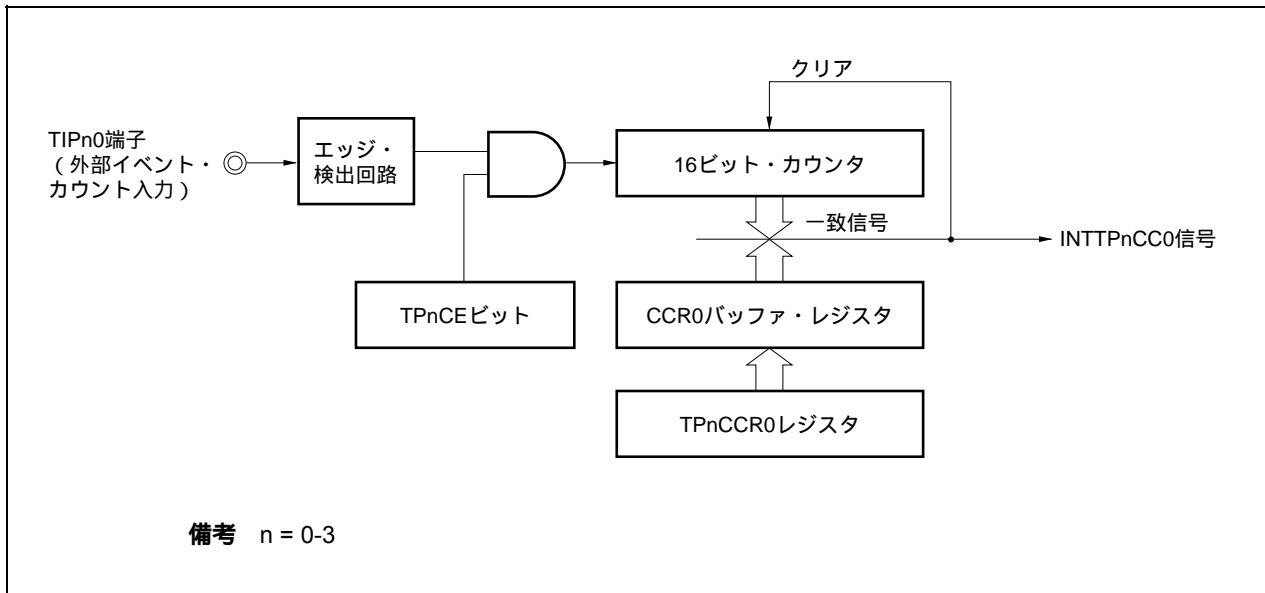 クリア
TIPn0端子
（外部イベント・
カウント入力）
エッジ・
検出回路
16ビット・カウンタ
一致信号
INTTPnCC0信号
TPnCEビット
CCR0バッファ・レジスタ
TPnCCR0レジスタ
備考 n = 0-3